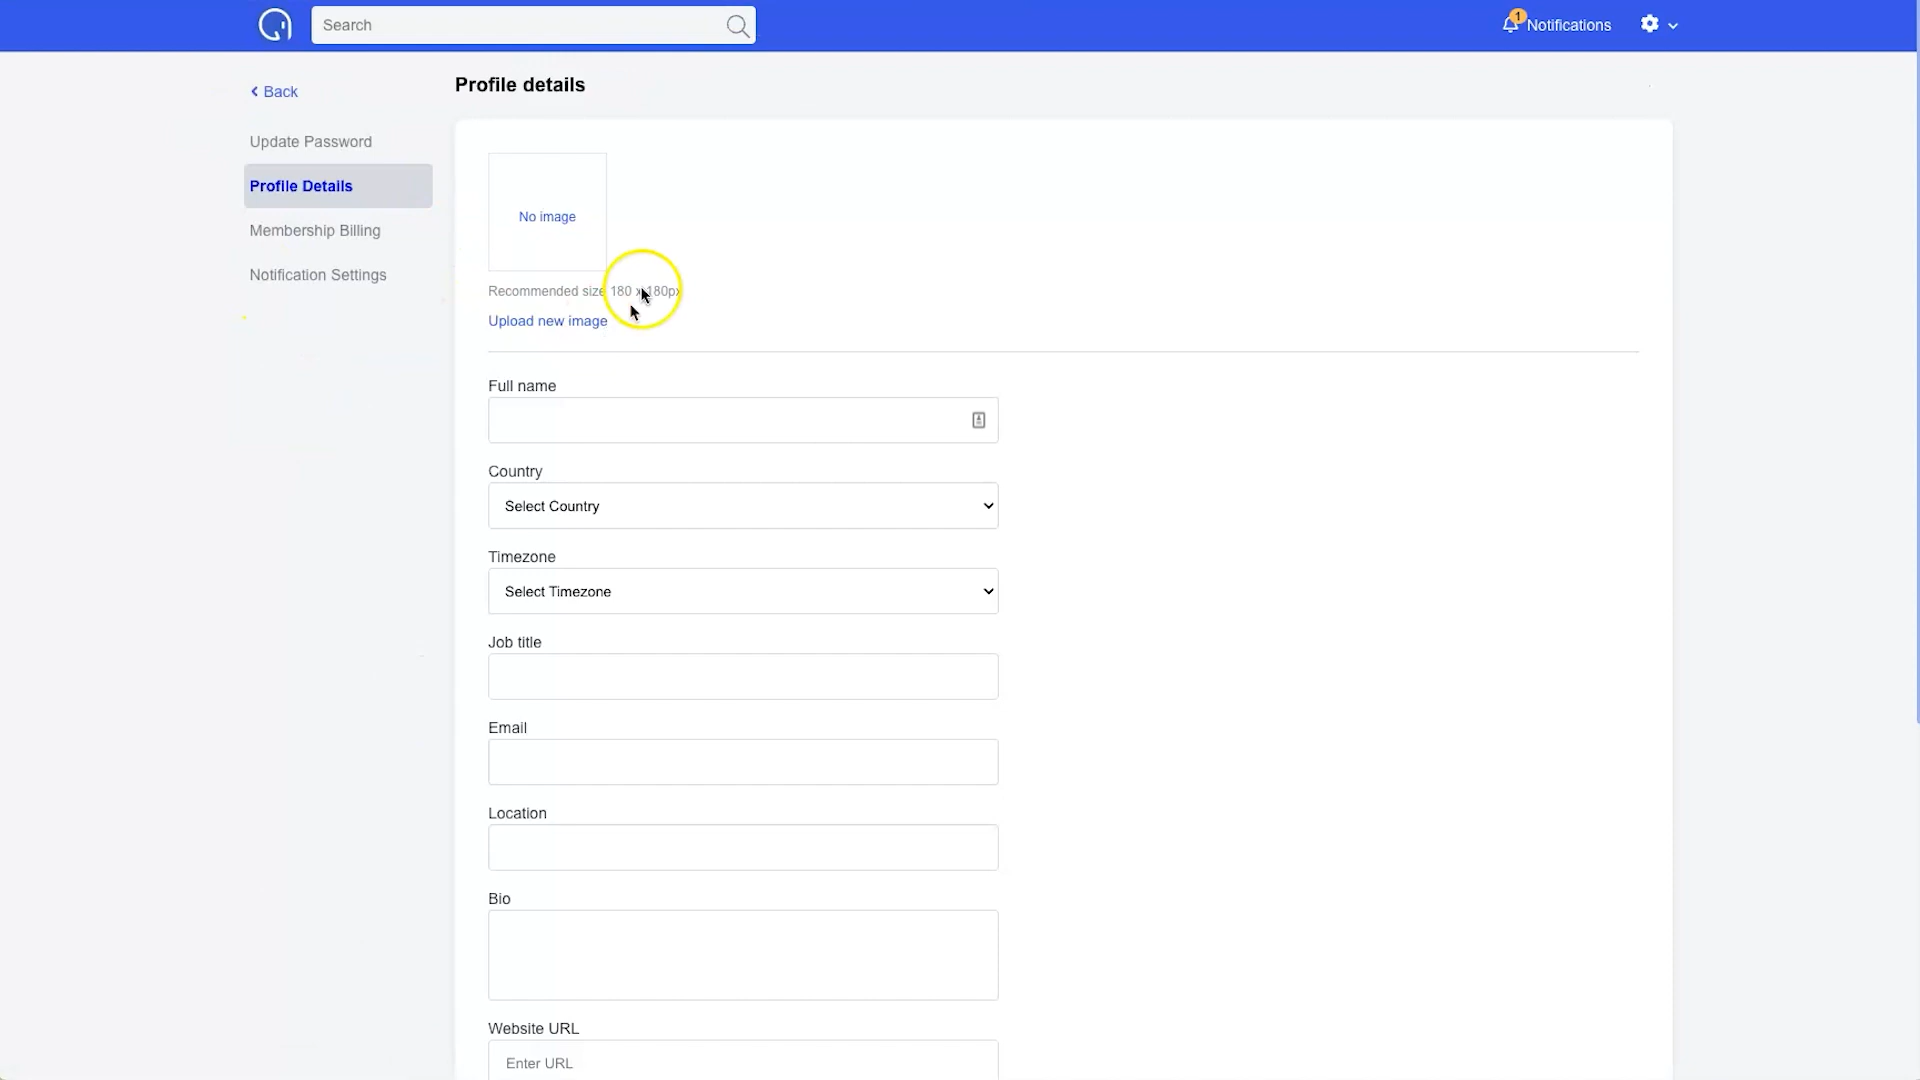 Search
1
Notifications
Back
Profile details
Update Password
Profile Details
Membership Billing
Notification Settings
No image
Recommended size 180 x 180px
Upload new image
Full name
Country
Select Country
Timezone
Select Timezone
Job title
Email
Location
Bio
Website URL
Enter URL